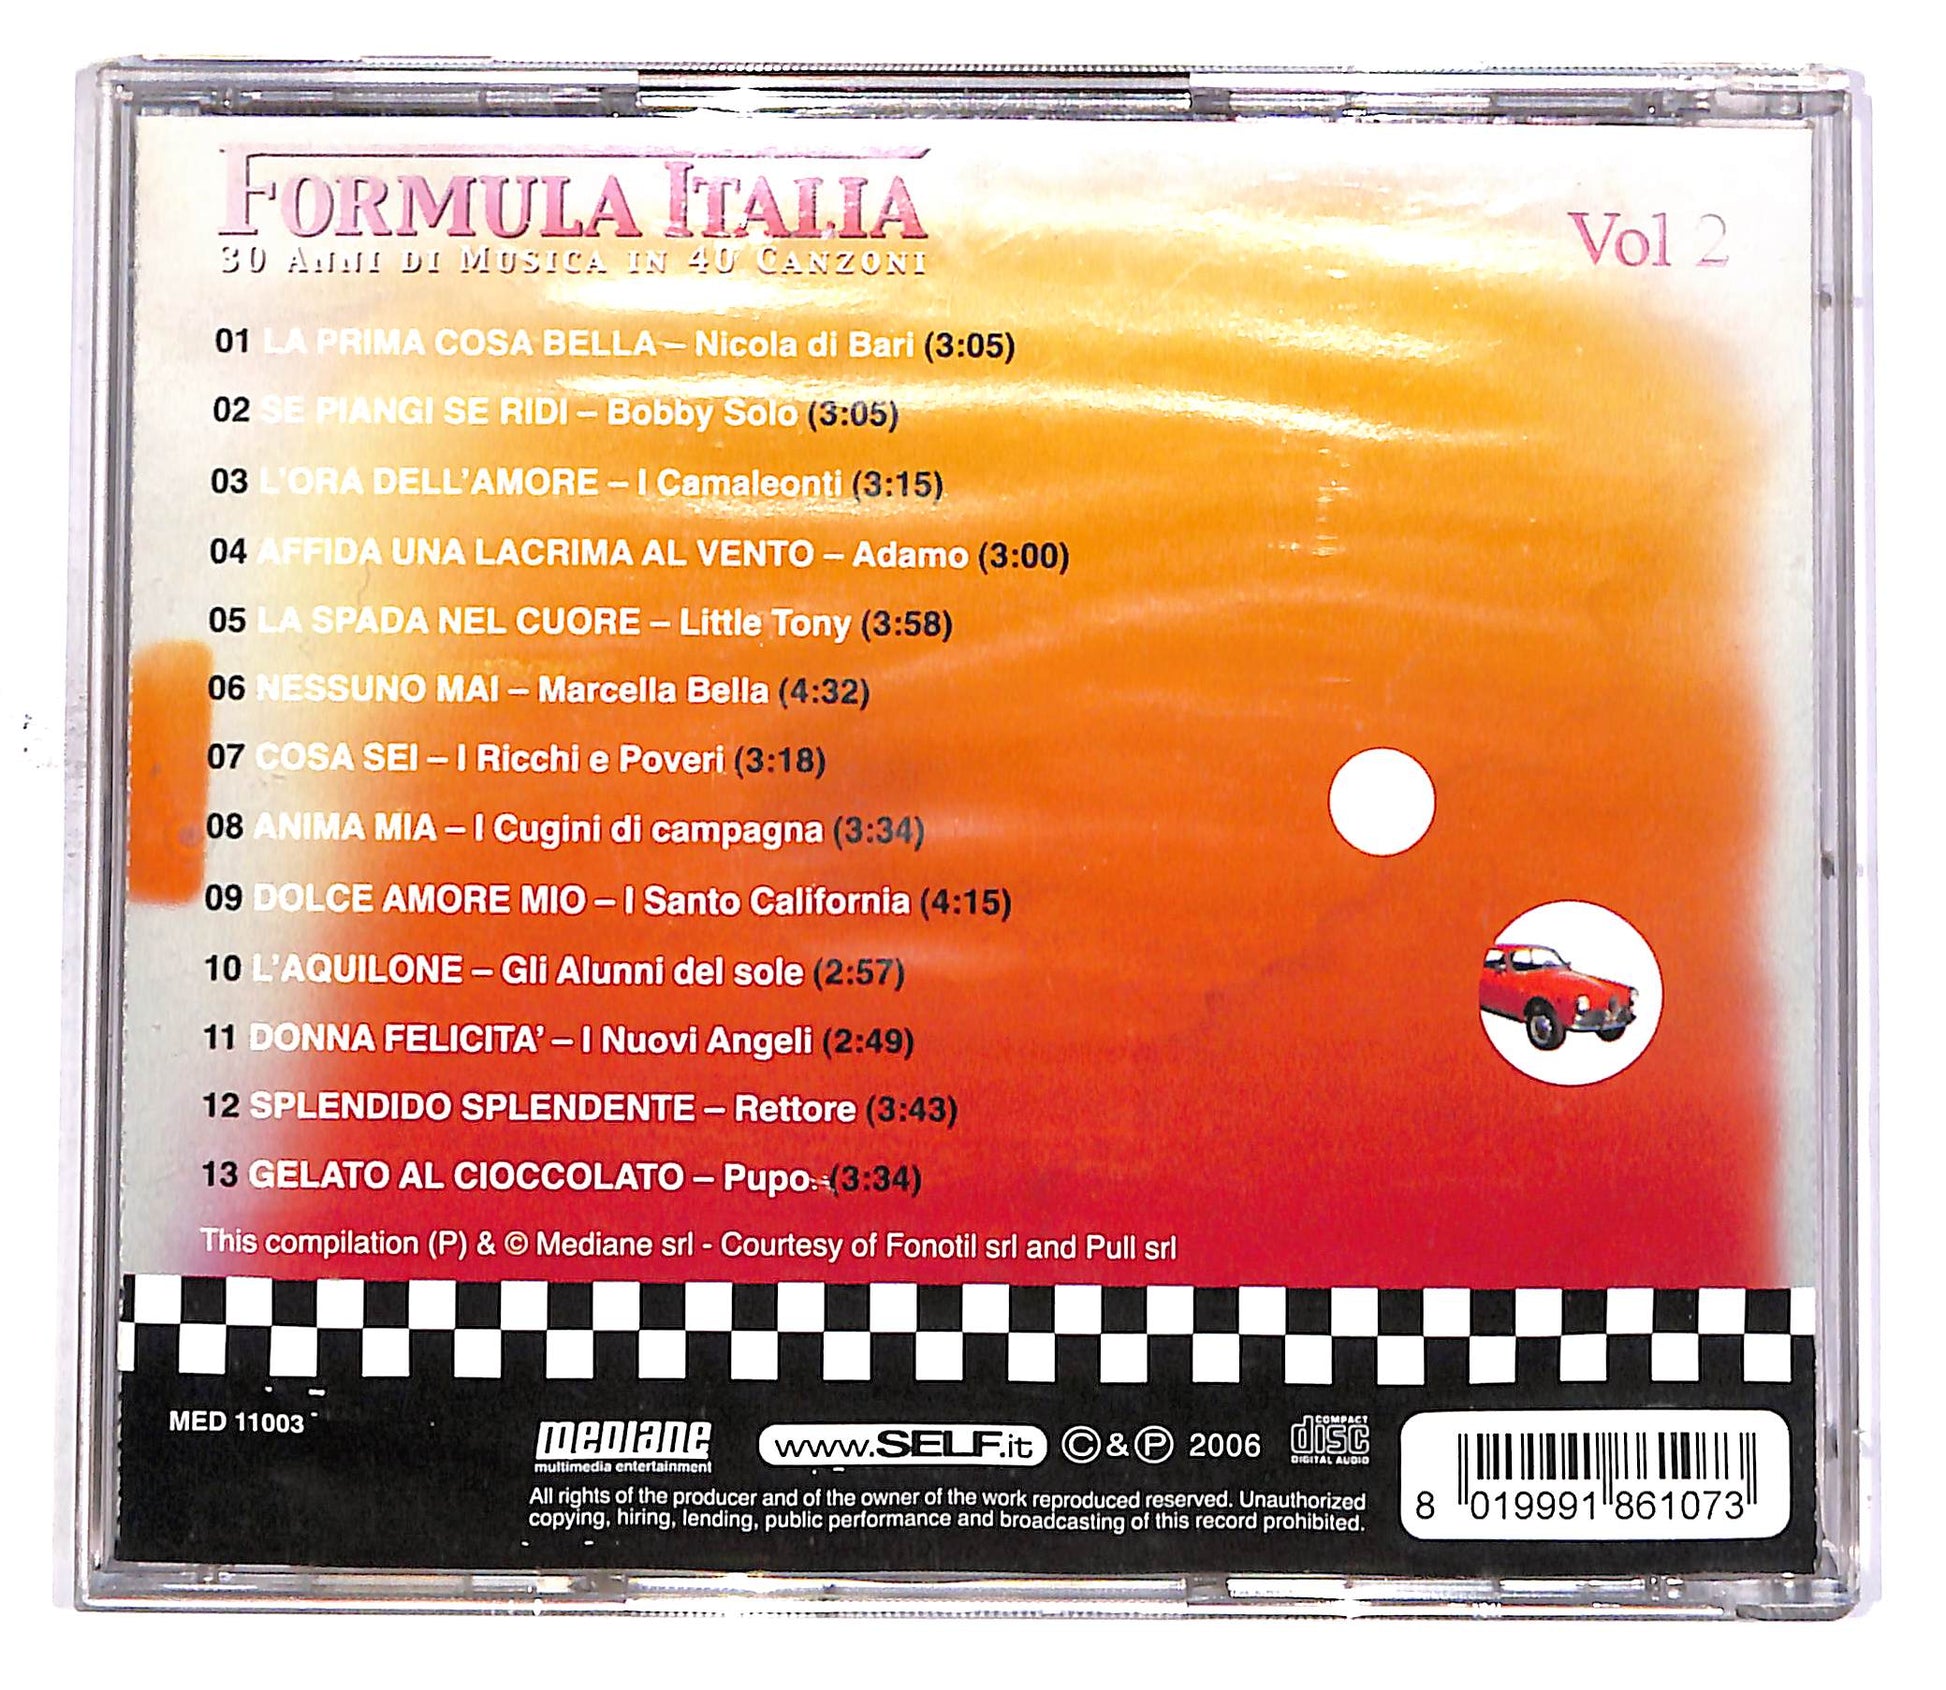 FORMULA ITALIA
30 ANNI DI MUSICA IN 40 CANZONI
Vol 2
01 LA PRIMA COSA BELLA – Nicola di Bari (3:05)
02 SE PIANGI SE RIDI – Bobby Solo (3:05)
03 L'ORA DELL'AMORE – I Camaleonti (3:15)
04 AFFIDA UNA LACRIMA AL VENTO – Adamo (3:00)
05 LA SPADA NEL CUORE – Little Tony (3:58)
06 NESSUNO MAI – Marcella Bella (4:32)
07 COSA SEI – I Ricchi e Poveri (3:18)
08 ANIMA MIA – I Cugini di campagna (3:34)
09 DOLCE AMORE MIO – I Santo California (4:15)
10 L'AQUILONE – Gli Alunni del sole (2:57)
11 DONNA FELICITA' – I Nuovi Angeli (2:49)
12 SPLENDIDO SPLENDENTE – Rettore (3:43)
13 GELATO AL CIOCCOLATO – Pupo (3:34)
This compilation (P) & © Mediane srl - Courtesy of Fonotil srl and Pull srl
MED 11003
mediane
multimedia entertainment
www.SELF.it
© & ℗ 2006
COMPACT
disc
DIGITAL AUDIO
All rights of the producer and of the owner of the work reproduced reserved. Unauthorized
copying, hiring, lending, public performance and broadcasting of this record prohibited.
8 019991 861073